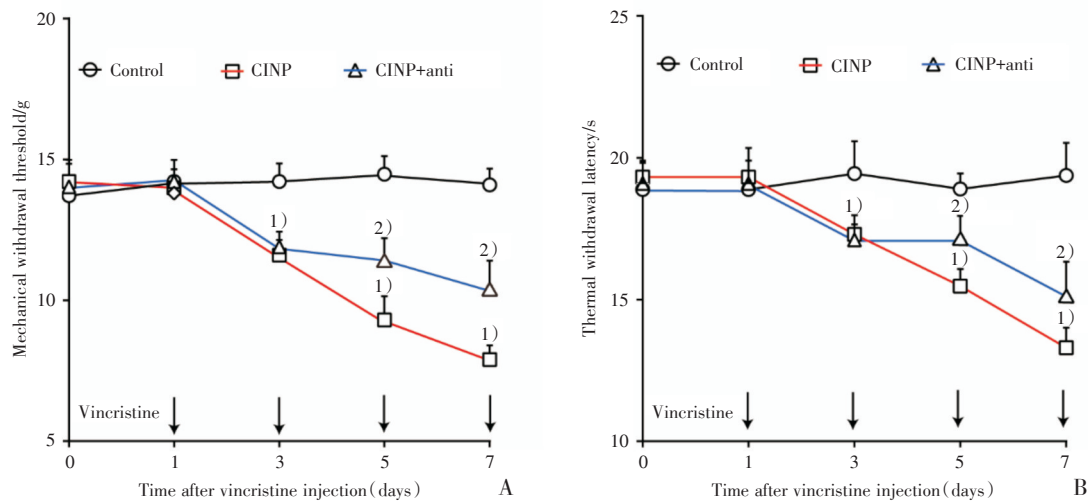 20
15
10
5
Mechanical withdrawal threshold/g
Control
CINP
CINP+anti
1)
2)
1)
2)
1)
Vincristine
0
1
3
5
7
Time after vincristine injection(days)
A
25
20
15
10
Thermal withdrawal latency/s
Control
CINP
CINP+anti
1)
2)
1)
2)
1)
Vincristine
0
1
3
5
7
Time after vincristine injection(days)
B